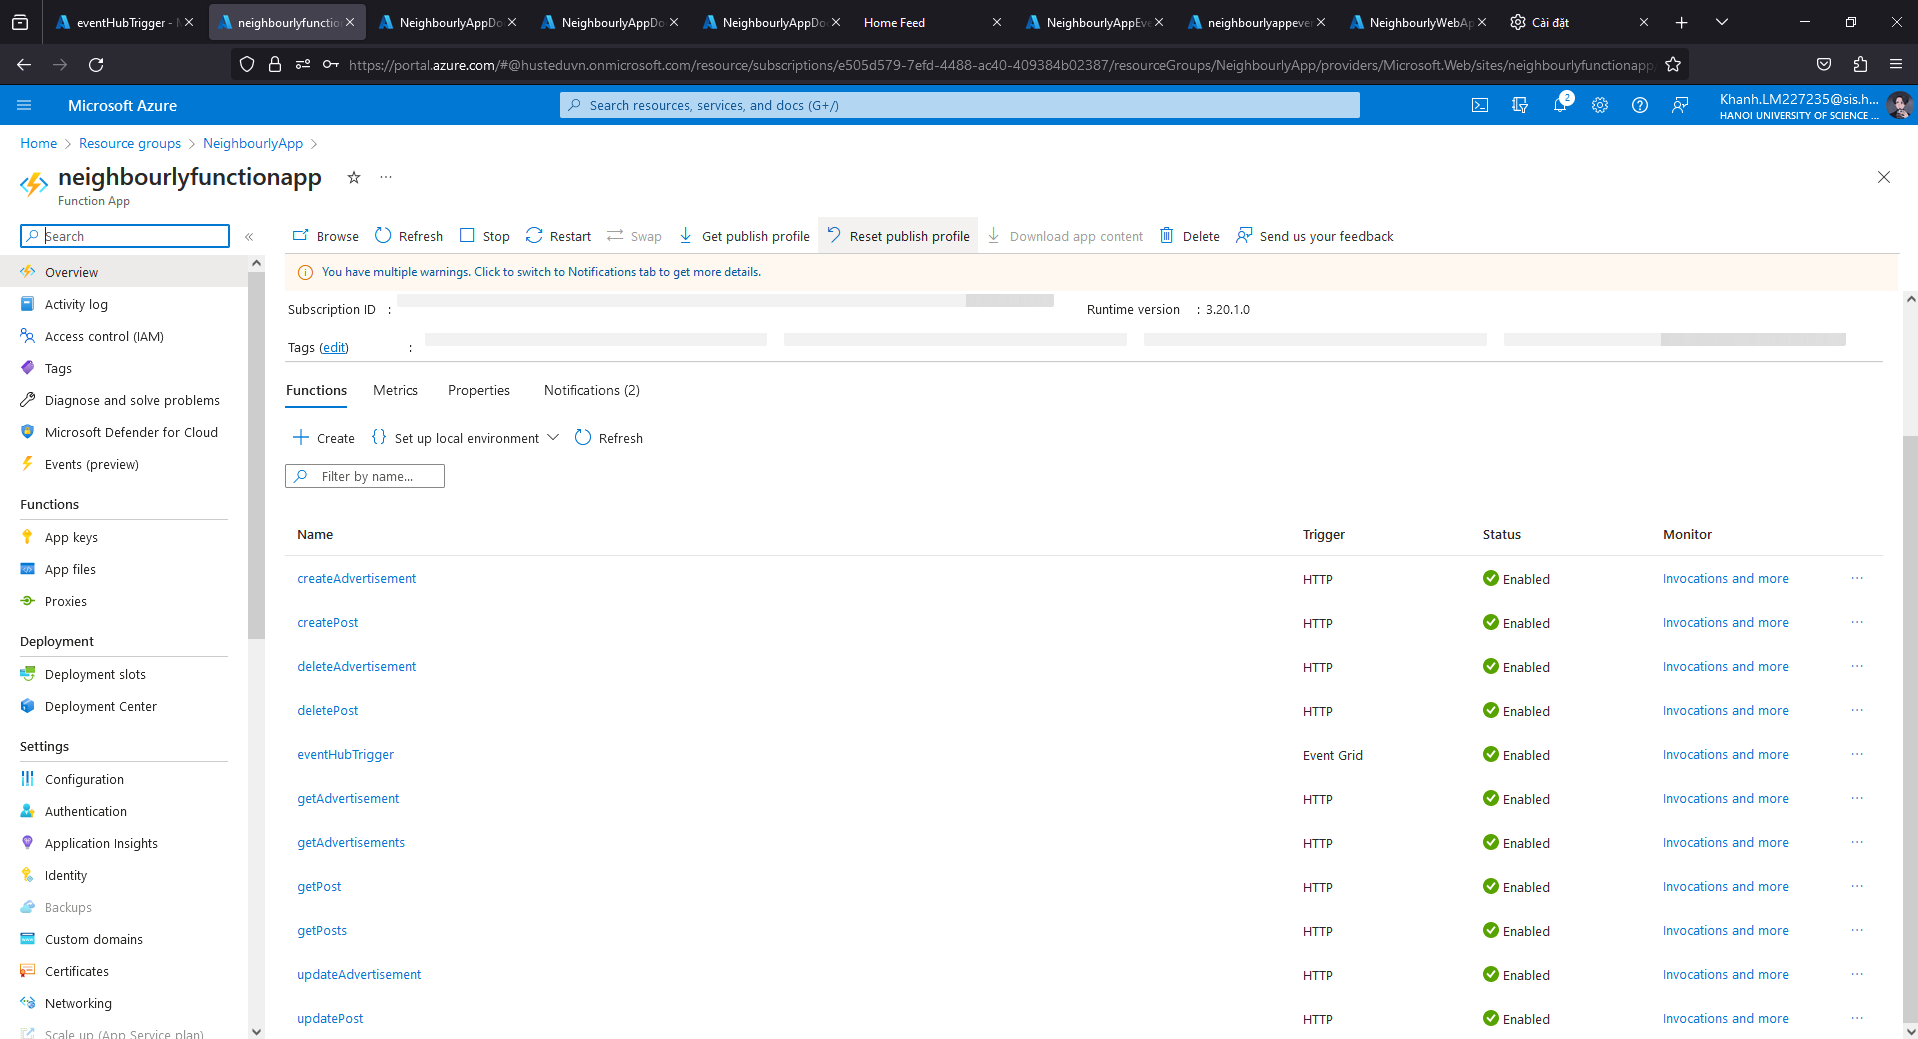 eventHubTrigger - M
neighbourlyfunction
NeighbourlyAppDo
NeighbourlyAppDo
NeighbourlyAppDo
Home Feed
NeighbourlyAppEve
neighbourlyappever
NeighbourlyWebAp
Cài đặt
https://portal.azure.com/#@husteduvn.onmicrosoft.com/resource/subscriptions/e505d579-7efd-4488-ac40-409384b02387/resourceGroups/NeighbourlyApp/providers/Microsoft.Web/sites/neighbourlyfunctionapp/
Microsoft Azure
Search resources, services, and docs (G+/)
2
Khanh.LM227235@sis.h...
HANOI UNIVERSITY OF SCIENCE ...
Home > Resource groups > NeighbourlyApp >
neighbourlyfunctionapp
Function App
Search
Browse
Refresh
Stop
Restart
Swap
Get publish profile
Reset publish profile
Download app content
Delete
Send us your feedback
You have multiple warnings. Click to switch to Notifications tab to get more details.
Overview
Activity log
Access control (IAM)
Tags
Diagnose and solve problems
Microsoft Defender for Cloud
Events (preview)
Functions
App keys
App files
Proxies
Deployment
Deployment slots
Deployment Center
Settings
Configuration
Authentication
Application Insights
Identity
Backups
Custom domains
Certificates
Networking
Scale up (App Service plan)
Subscription ID :
Runtime version : 3.20.1.0
Tags (edit) :
Functions
Metrics
Properties
Notifications (2)
Create
Set up local environment
Refresh
Filter by name...
Name Trigger Status Monitor
createAdvertisement HTTP Enabled Invocations and more ...
createPost HTTP Enabled Invocations and more ...
deleteAdvertisement HTTP Enabled Invocations and more ...
deletePost HTTP Enabled Invocations and more ...
eventHubTrigger Event Grid Enabled Invocations and more ...
getAdvertisement HTTP Enabled Invocations and more ...
getAdvertisements HTTP Enabled Invocations and more ...
getPost HTTP Enabled Invocations and more ...
getPosts HTTP Enabled Invocations and more ...
updateAdvertisement HTTP Enabled Invocations and more ...
updatePost HTTP Enabled Invocations and more ...